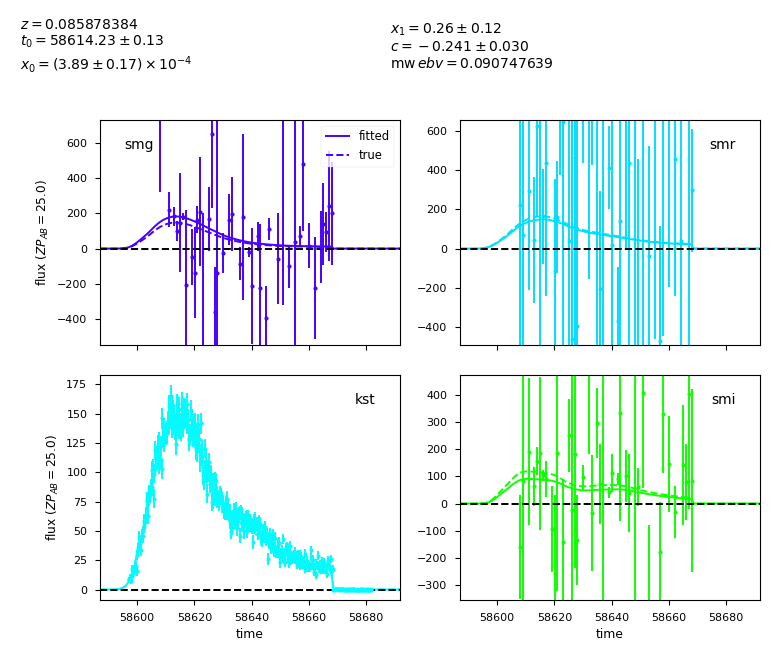 z = 0.085878384
t₀ = 58614.23 ± 0.13
x₀ = (3.89 ± 0.17) × 10⁻⁴
x₁ = 0.26 ± 0.12
c = −0.241 ± 0.030
mw ebv = 0.090747639
smg
fitted
true
600
400
200
0
−200
−400
flux (ZP_AB = 25.0)
smr
600
400
200
0
−200
−400
kst
175
150
125
100
75
50
25
0
flux (ZP_AB = 25.0)
58600 58620 58640 58660 58680
time
smi
400
300
200
100
0
−100
−200
−300
58600 58620 58640 58660 58680
time